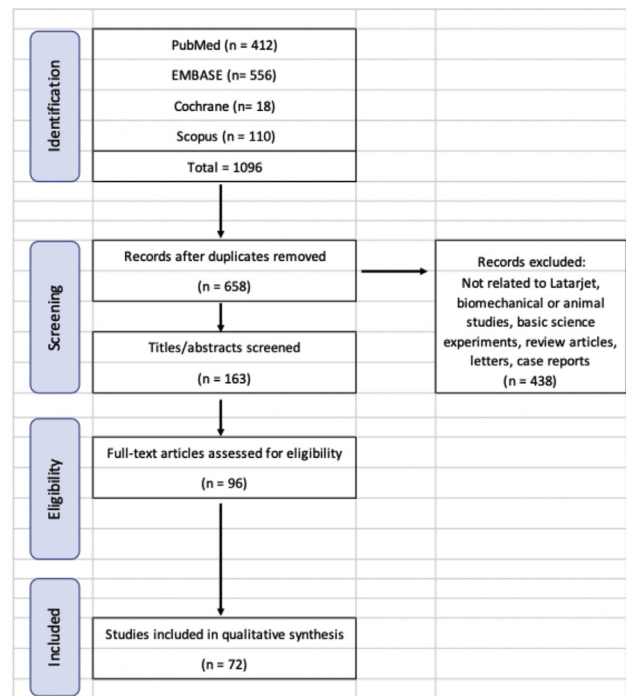 Identification
PubMed (n = 412)
EMBASE (n= 556)
Cochrane (n= 18)
Scopus (n = 110)
Total = 1096
Screening
Records after duplicates removed
(n = 658)
Records excluded:
Not related to Latarjet,
biomechanical or animal
studies, basic science
experiments, review articles,
letters, case reports
(n = 438)
Titles/abstracts screened
(n = 163)
Eligibility
Full-text articles assessed for eligibility
(n = 96)
Included
Studies included in qualitative synthesis
(n = 72)